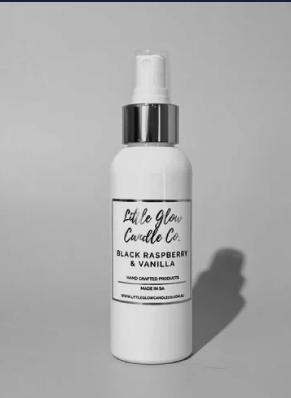 Little Glow
Candle Co.
BLACK RASPBERRY
& VANILLA
HAND CRAFTED PRODUCTS
MADE IN SA